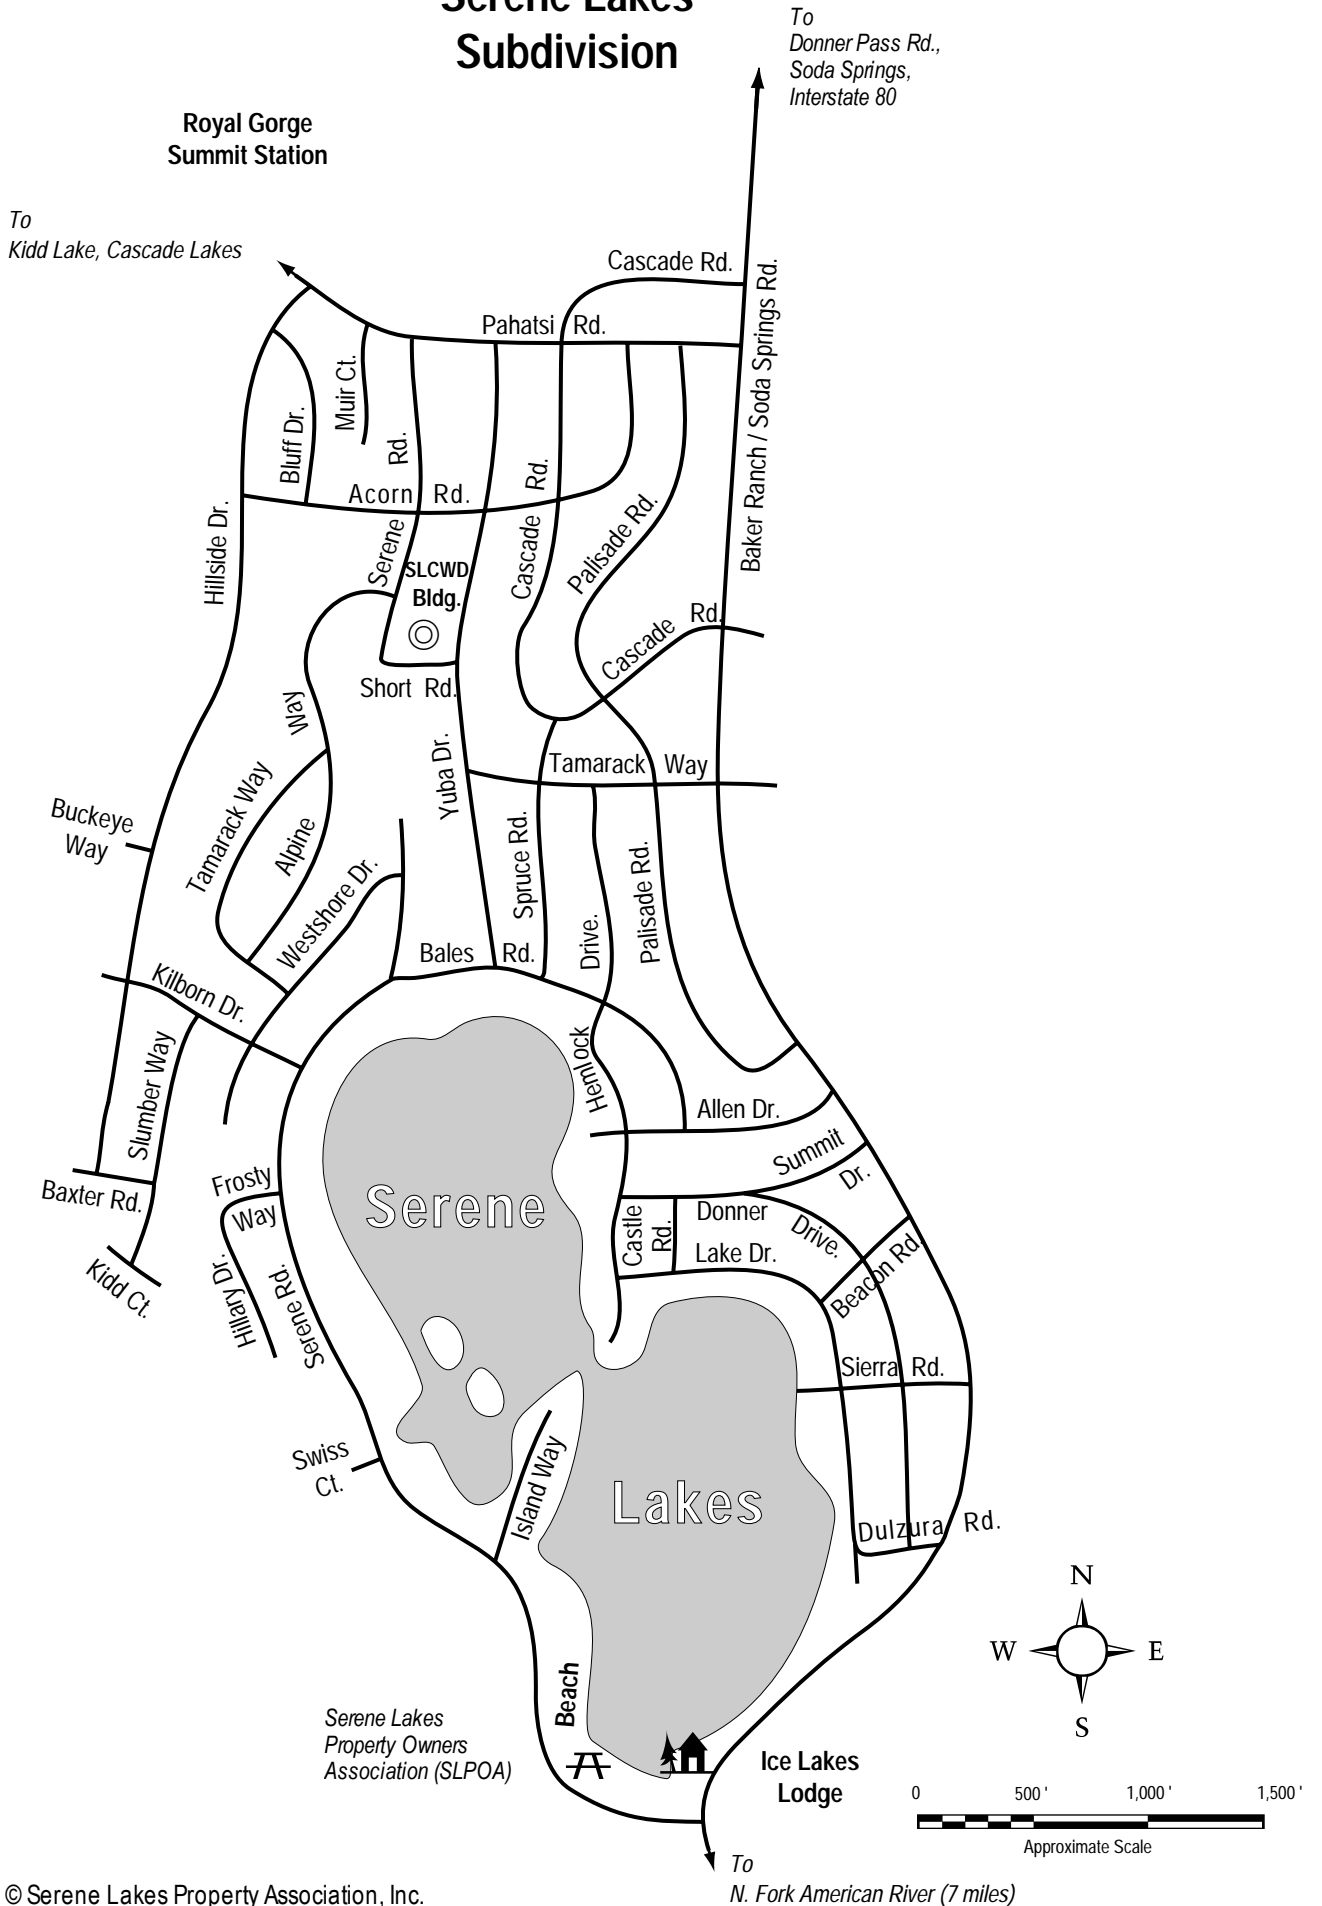 Serene Lakes
Subdivision
To
Donner Pass Rd.,
Soda Springs,
Interstate 80
Royal Gorge
Summit Station
To
Kidd Lake, Cascade Lakes
Cascade Rd.
Pahatsi Rd.
Baker Ranch / Soda Springs Rd.
Muir Ct.
Bluff Dr.
Rd.
Serene
Acorn Rd.
Cascade Rd.
Palisade Rd.
Hillside Dr.
SLCWD
Bldg.
Cascade Rd.
Short Rd.
Way
Alpine
Tamarack Way
Yuba Dr.
Tamarack Way
Buckeye
Way
Spruce Rd.
Palisade Rd.
Westshore Dr.
Drive.
Hemlock
Bales Rd.
Kilborn Dr.
Slumber Way
Allen Dr.
Summit
Dr.
Baxter Rd.
Frosty
Way
Serene
Castle
Rd.
Donner
Lake Dr.
Drive.
Beacon Rd.
Kidd Ct.
Hillary Dr.
Serene Rd.
Sierra Rd.
Swiss
Ct.
Island Way
Lakes
Dulzura Rd.
N
W
E
S
Beach
Serene Lakes
Property Owners
Association (SLPOA)
Ice Lakes
Lodge
0 500 ' 1,000 ' 1,500 '
Approximate Scale
To
N. Fork American River (7 miles)
© Serene Lakes Property Association, Inc.